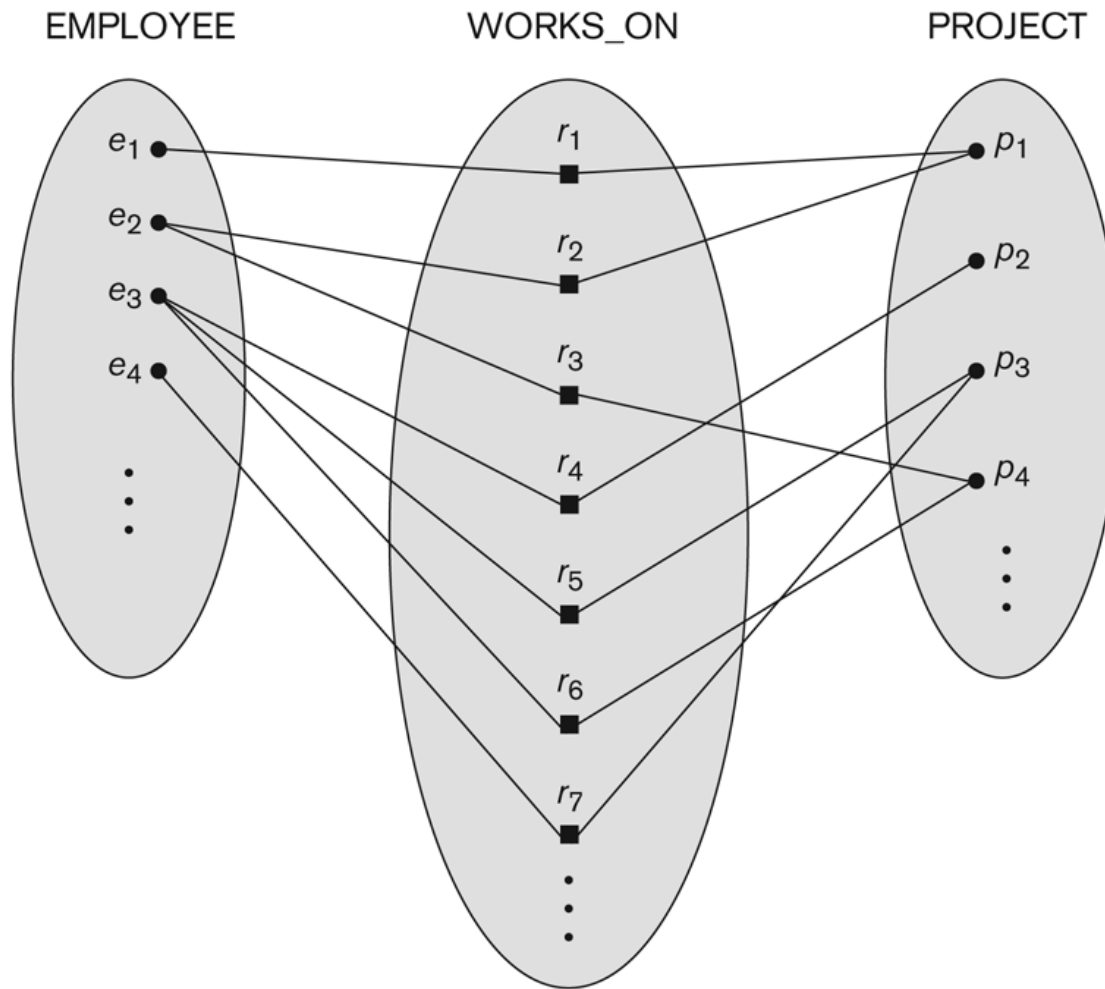 EMPLOYEE WORKS_ON PROJECT
e1 r1 p1
e2 r2 p2
e3 r3 p3
e4 r4 p4
r5
r6
r7